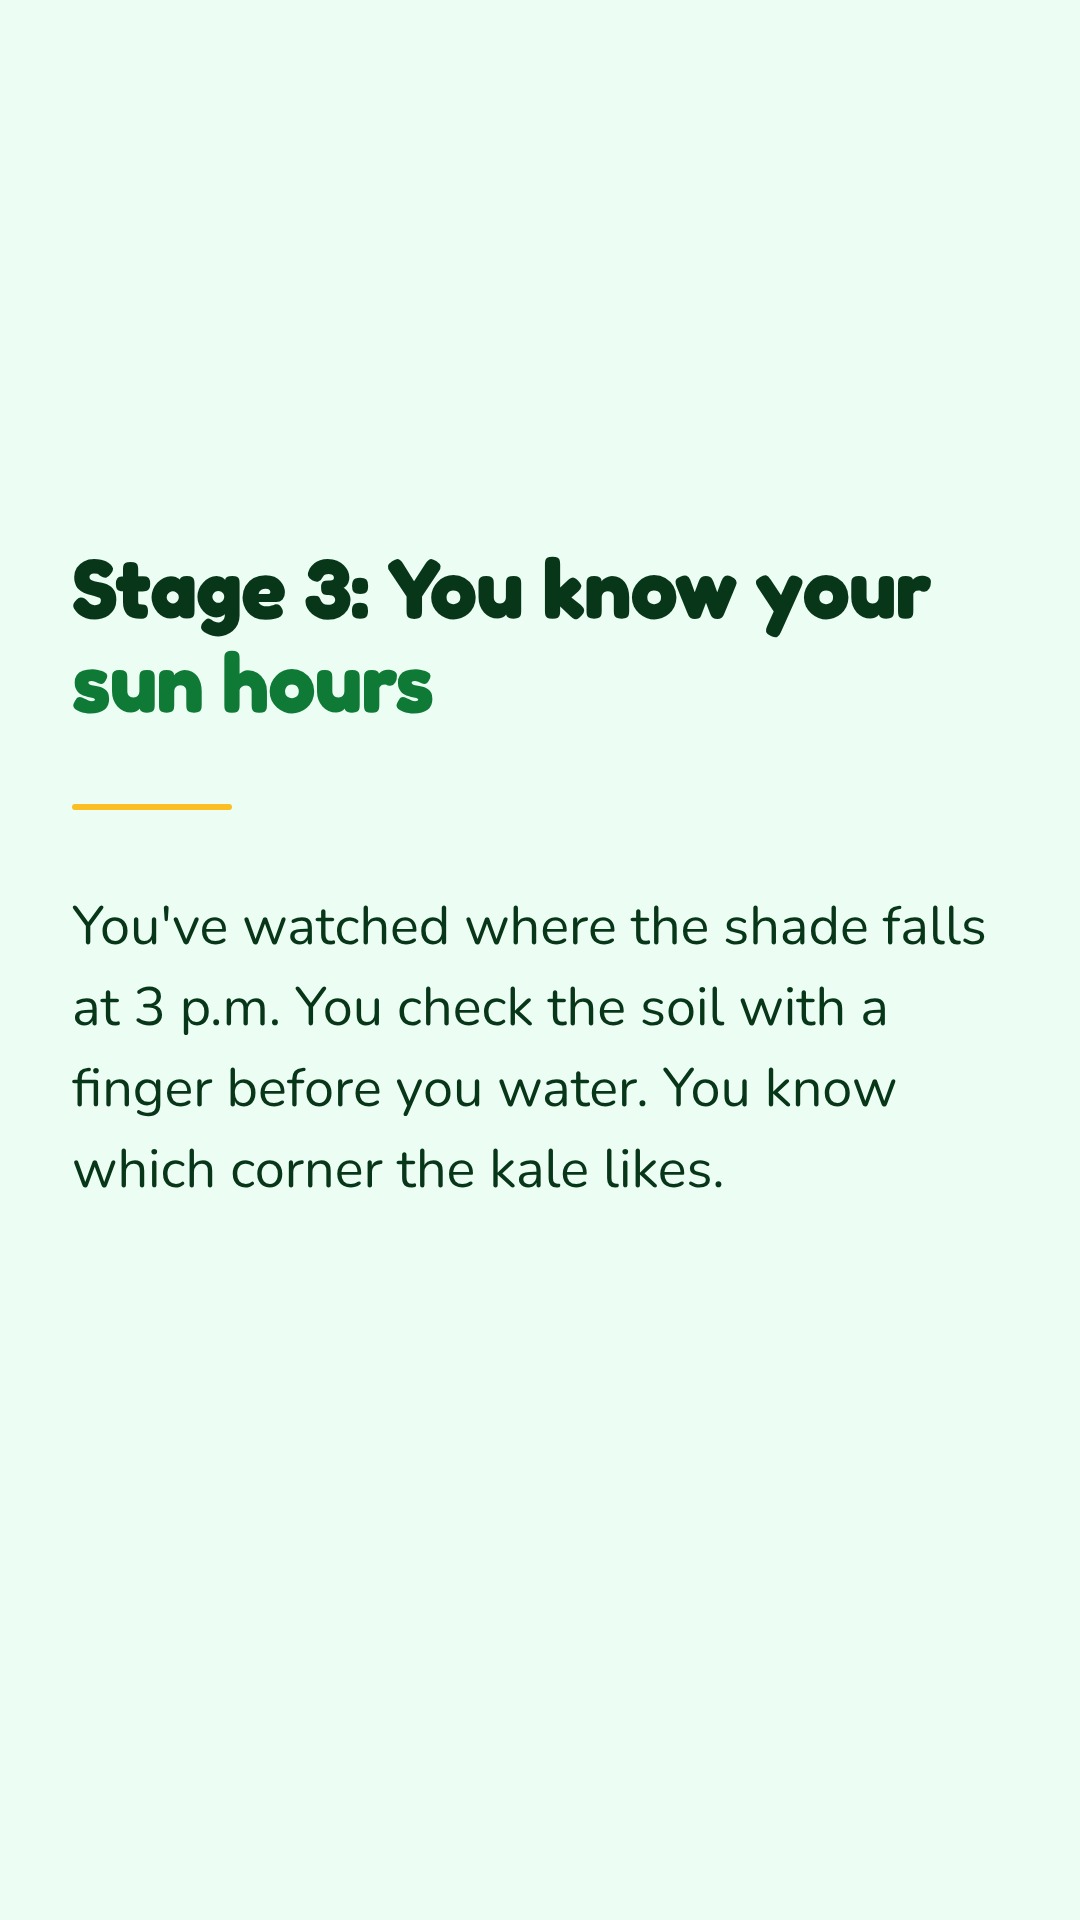 Stage 3: You know your
sun hours
You've watched where the shade falls
at 3 p.m. You check the soil with a
finger before you water. You know
which corner the kale likes.